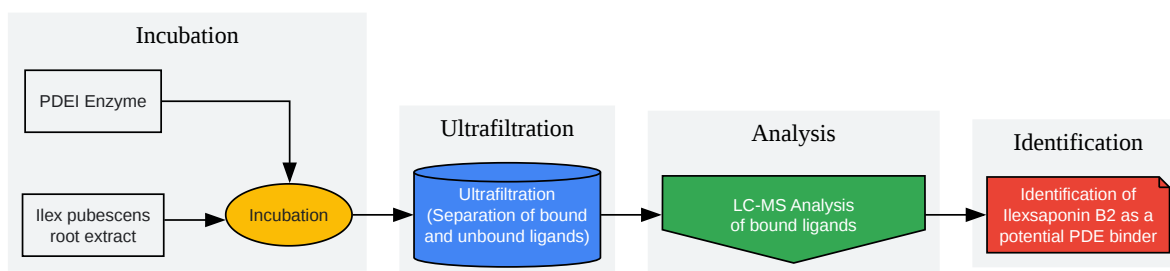 Incubation
PDEI Enzyme
Ilex pubescens
root extract
Incubation
Ultrafiltration
Ultrafiltration
(Separation of bound
and unbound ligands)
Analysis
LC-MS Analysis
of bound ligands
Identification
Identification of
Ilexsaponin B2 as a
potential PDE binder